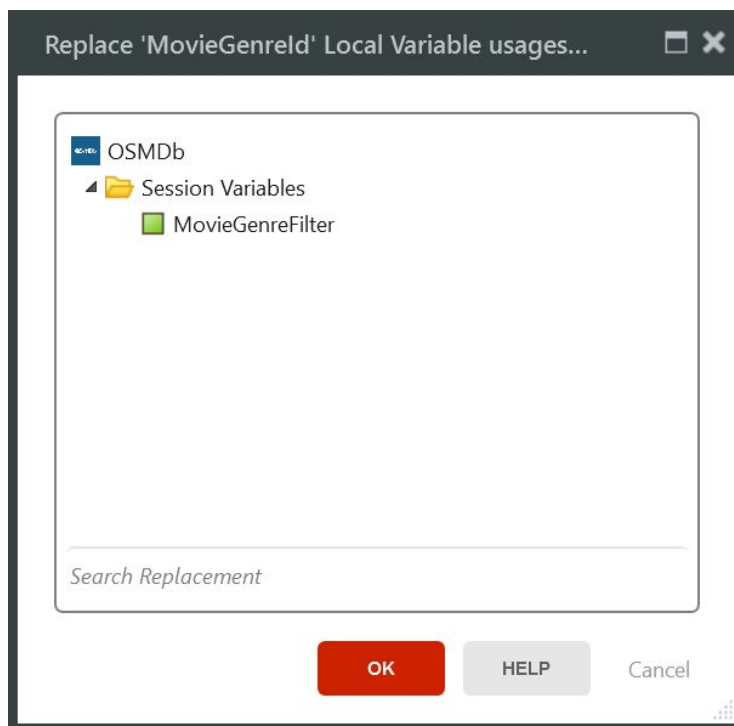 Replace 'MovieGenreId' Local Variable usages...
OSMDb
Session Variables
MovieGenreFilter
Search Replacement
OK
HELP
Cancel